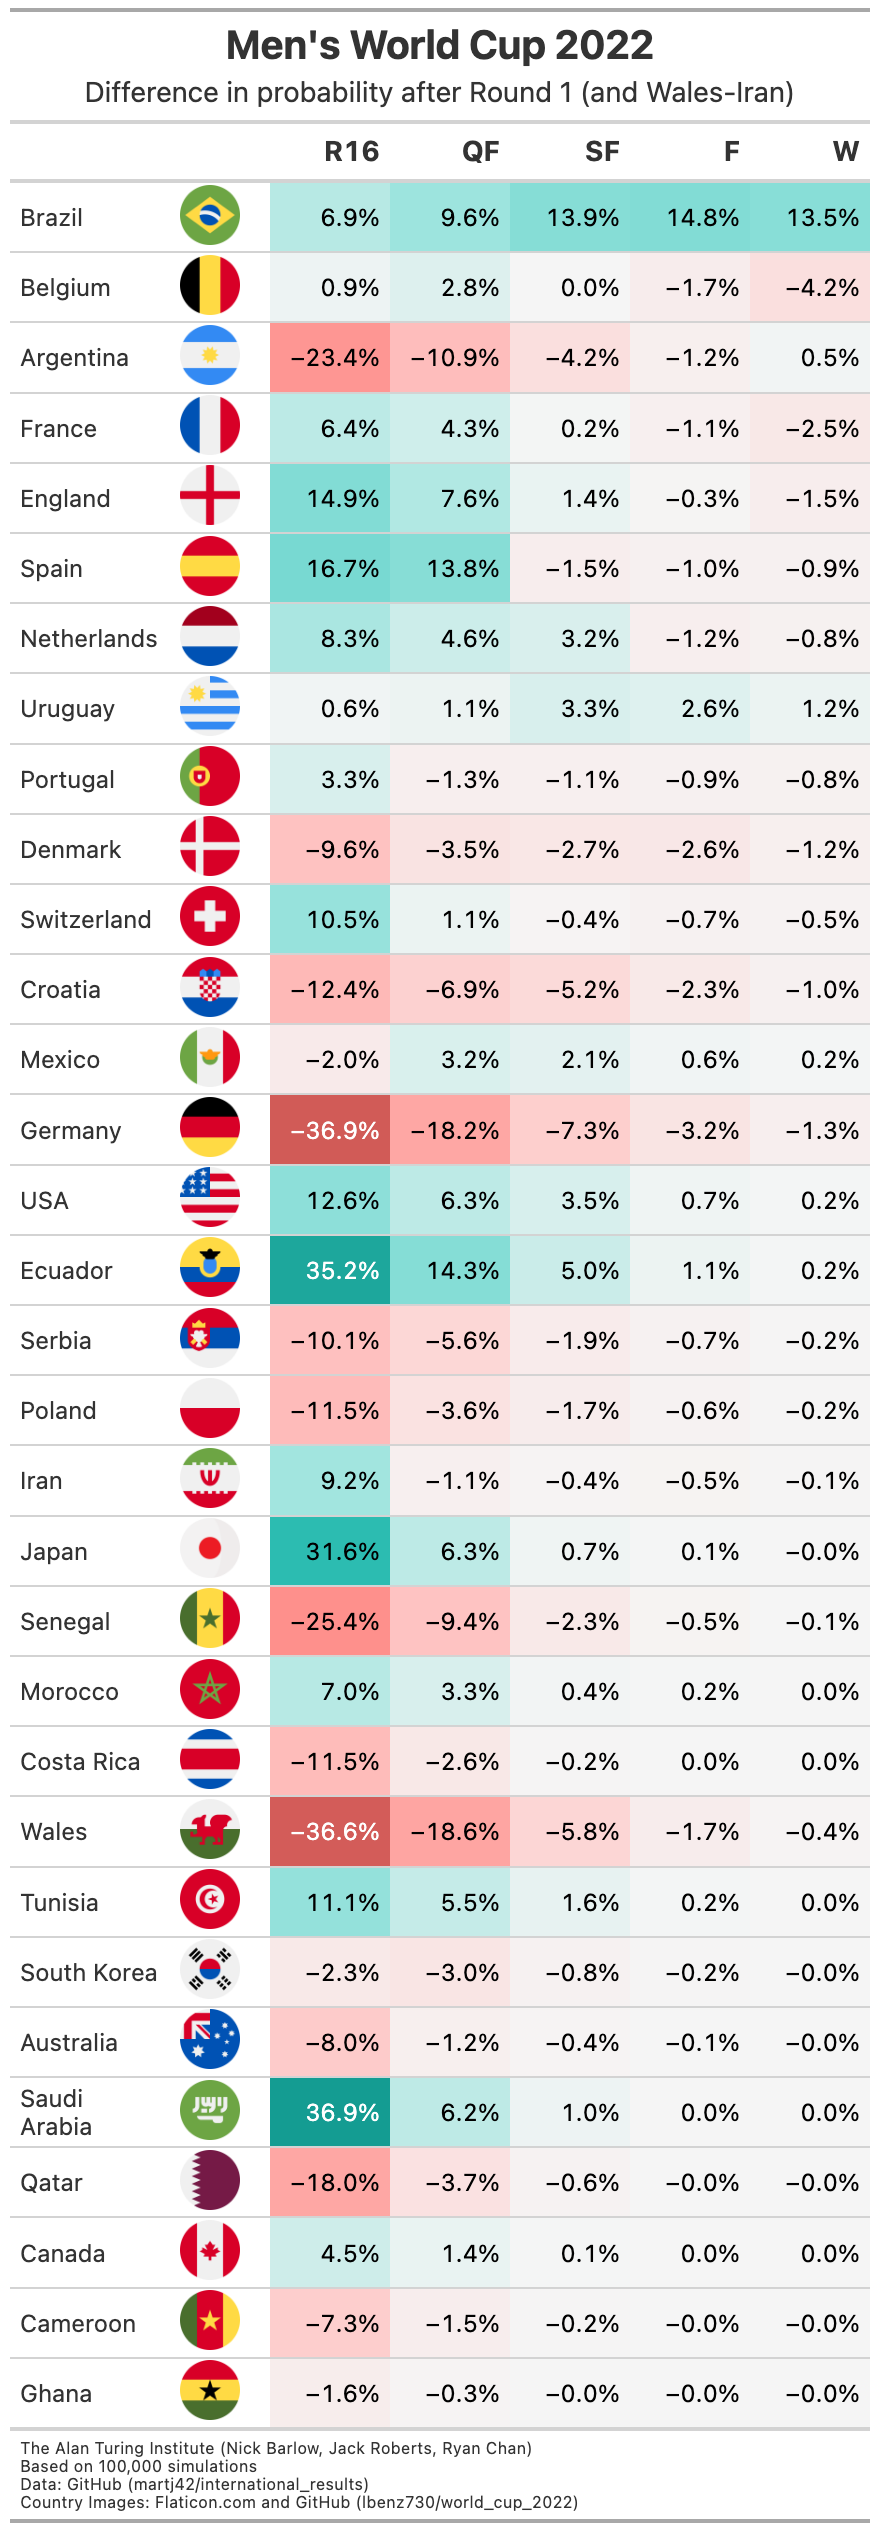 Men's World Cup 2022
Difference in probability after Round 1 (and Wales-Iran)
R16 QF SF F W
Brazil 6.9% 9.6% 13.9% 14.8% 13.5%
Belgium 0.9% 2.8% 0.0% −1.7% −4.2%
Argentina −23.4% −10.9% −4.2% −1.2% 0.5%
France 6.4% 4.3% 0.2% −1.1% −2.5%
England 14.9% 7.6% 1.4% −0.3% −1.5%
Spain 16.7% 13.8% −1.5% −1.0% −0.9%
Netherlands 8.3% 4.6% 3.2% −1.2% −0.8%
Uruguay 0.6% 1.1% 3.3% 2.6% 1.2%
Portugal 3.3% −1.3% −1.1% −0.9% −0.8%
Denmark −9.6% −3.5% −2.7% −2.6% −1.2%
Switzerland 10.5% 1.1% −0.4% −0.7% −0.5%
Croatia −12.4% −6.9% −5.2% −2.3% −1.0%
Mexico −2.0% 3.2% 2.1% 0.6% 0.2%
Germany −36.9% −18.2% −7.3% −3.2% −1.3%
USA 12.6% 6.3% 3.5% 0.7% 0.2%
Ecuador 35.2% 14.3% 5.0% 1.1% 0.2%
Serbia −10.1% −5.6% −1.9% −0.7% −0.2%
Poland −11.5% −3.6% −1.7% −0.6% −0.2%
Iran 9.2% −1.1% −0.4% −0.5% −0.1%
Japan 31.6% 6.3% 0.7% 0.1% −0.0%
Senegal −25.4% −9.4% −2.3% −0.5% −0.1%
Morocco 7.0% 3.3% 0.4% 0.2% 0.0%
Costa Rica −11.5% −2.6% −0.2% 0.0% 0.0%
Wales −36.6% −18.6% −5.8% −1.7% −0.4%
Tunisia 11.1% 5.5% 1.6% 0.2% 0.0%
South Korea −2.3% −3.0% −0.8% −0.2% −0.0%
Australia −8.0% −1.2% −0.4% −0.1% −0.0%
Saudi
Arabia 36.9% 6.2% 1.0% 0.0% 0.0%
Qatar −18.0% −3.7% −0.6% −0.0% −0.0%
Canada 4.5% 1.4% 0.1% 0.0% 0.0%
Cameroon −7.3% −1.5% −0.2% −0.0% −0.0%
Ghana −1.6% −0.3% −0.0% −0.0% −0.0%
The Alan Turing Institute (Nick Barlow, Jack Roberts, Ryan Chan)
Based on 100,000 simulations
Data: GitHub (martj42/international_results)
Country Images: Flaticon.com and GitHub (lbenz730/world_cup_2022)